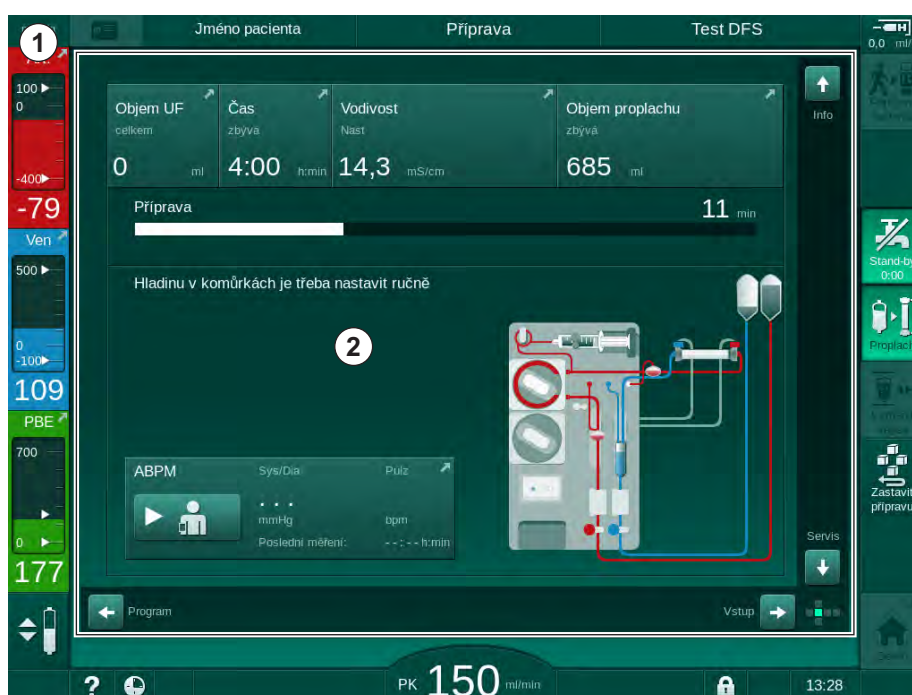 1
Jméno pacienta
Příprava
Test DFS
0,0 ml/
100
0
-400
-79
Ven
500
0
-100
109
PBE
700
0
177
Objem UF
celkem
0 ml
Čas
zbývá
4:00 h:min
Vodivost
Nast
14,3 mS/cm
Objem proplachu
zbývá
685 ml
Info
Příprava
11 min
Hladinu v komůrkách je třeba nastavit ručně
2
ABPM
Sys/Dia
Pulz
. . .
mmHg
bpm
Poslední měření:
--:-- h:min
Servis
Program
Vstup
Stand-by
0:00
Proplach
Zastavit
přípravu
?
PK 150 ml/min
13:28